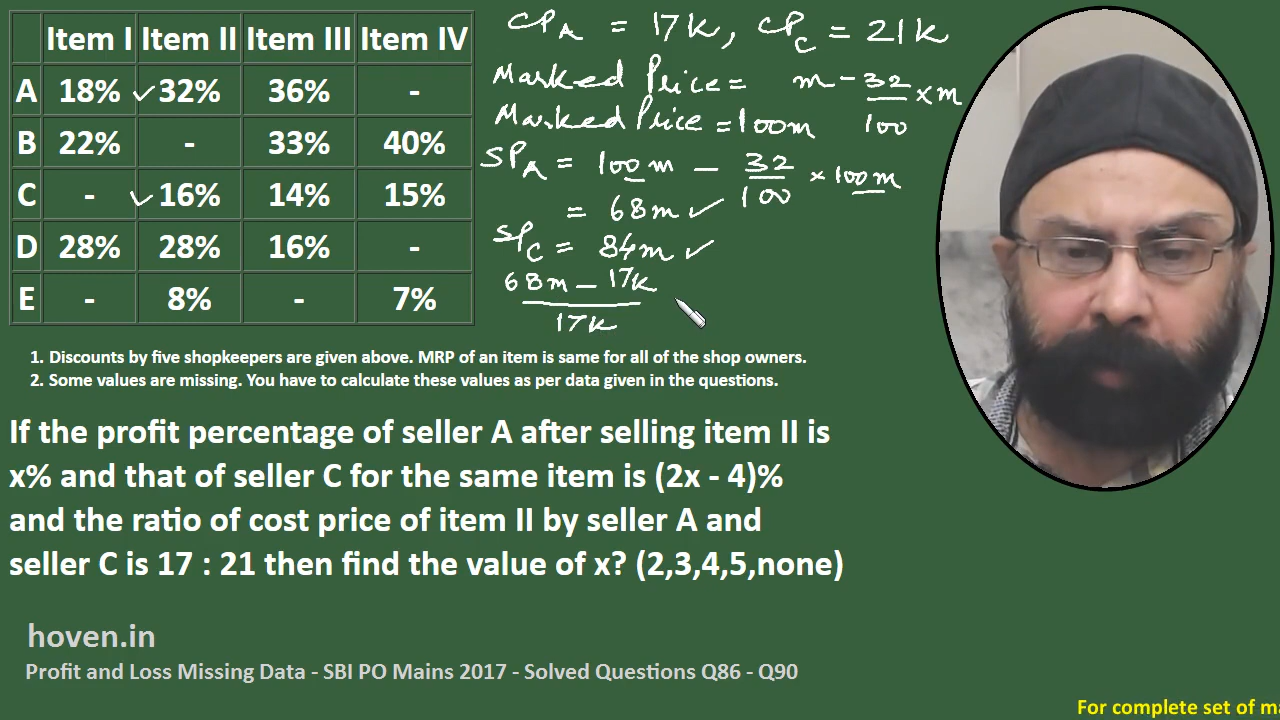 Item I Item II Item III Item IV
A 18% ✓32% 36% -
B 22% - 33% 40%
C - ✓16% 14% 15%
D 28% 28% 16% -
E - 8% - 7%
CP_A = 17k, CP_C = 21k
Marked Price = m - 32/100 × m
Marked Price = 100m
SP_A = 100m - 32/100 × 100m
= 68m ✓
SP_C = 84m ✓
68m - 17k
17k
1. Discounts by five shopkeepers are given above. MRP of an item is same for all of the shop owners.
2. Some values are missing. You have to calculate these values as per data given in the questions.
If the profit percentage of seller A after selling item II is
x% and that of seller C for the same item is (2x - 4)%
and the ratio of cost price of item II by seller A and
seller C is 17 : 21 then find the value of x? (2,3,4,5,none)
hoven.in
Profit and Loss Missing Data - SBI PO Mains 2017 - Solved Questions Q86 - Q90
For complete set of